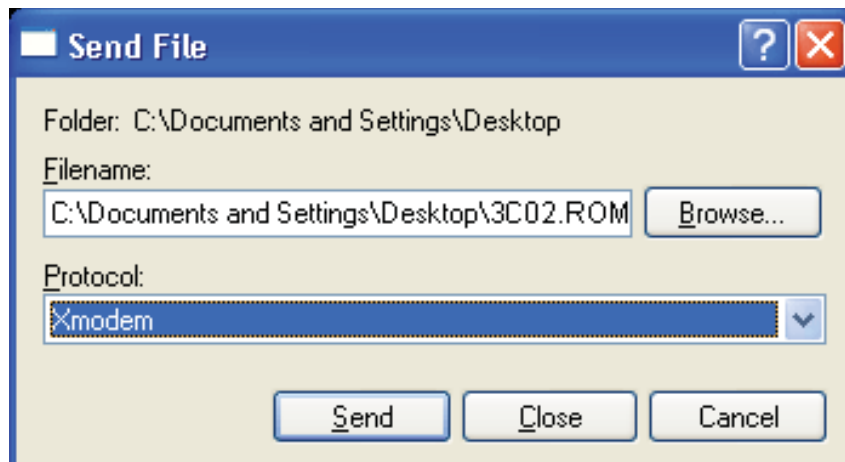 Send File
Folder: C:\Documents and Settings\Desktop
Filename:
C:\Documents and Settings\Desktop\3C02.ROM
Browse...
Protocol:
Xmodem
Send Close Cancel